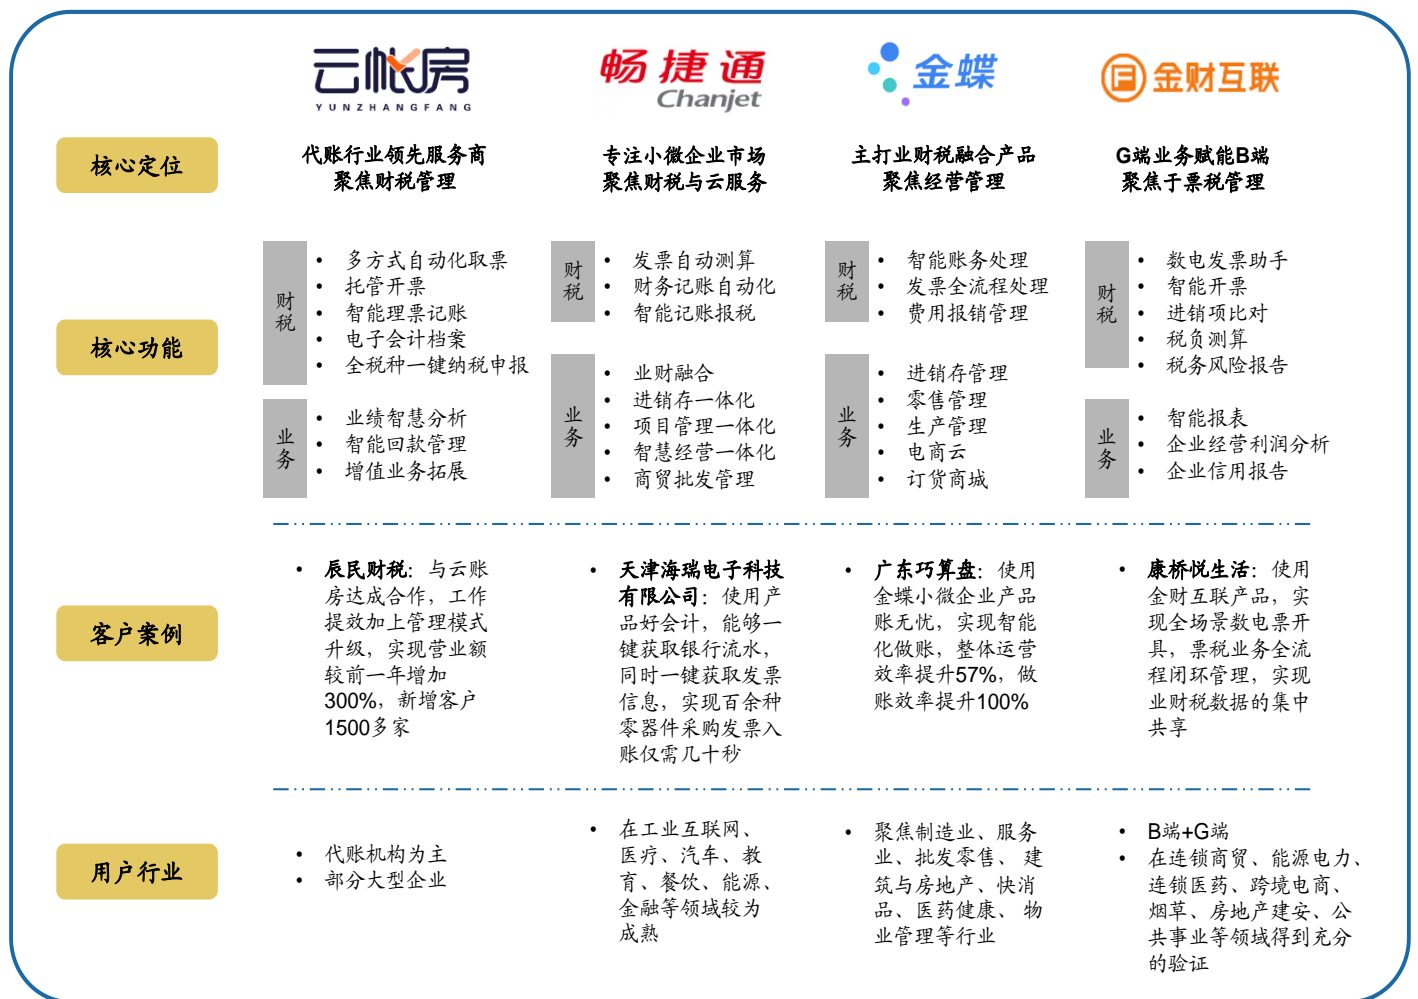 云帐房
YUNZHANGFANG
畅捷通
Chanjet
金蝶
金财互联
核心定位
代账行业领先服务商
聚焦财税管理
专注小微企业市场
聚焦财税与云服务
主打业财税融合产品
聚焦经营管理
G端业务赋能B端
聚焦于票税管理
核心功能
财税
• 多方式自动化取票
• 托管开票
• 智能理票记账
• 电子会计档案
• 全税种一键纳税申报
业务
• 业绩智慧分析
• 智能回款管理
• 增值业务拓展
财税
• 发票自动测算
• 财务记账自动化
• 智能记账报税
业务
• 业财融合
• 进销存一体化
• 项目管理一体化
• 智慧经营一体化
• 商贸批发管理
财税
• 智能账务处理
• 发票全流程处理
• 费用报销管理
业务
• 进销存管理
• 零售管理
• 生产管理
• 电商云
• 订货商城
财税
• 数电发票助手
• 智能开票
• 进销项比对
• 税负测算
• 税务风险报告
业务
• 智能报表
• 企业经营利润分析
• 企业信用报告
客户案例
• 辰民财税：与云账
房达成合作，工作
提效加上管理模式
升级，实现营业额
较前一年增加
300%，新增客户
1500多家
• 天津海瑞电子科技
有限公司：使用产
品好会计，能够一
键获取银行流水，
同时一键获取发票
信息，实现百余种
零器件采购发票入
账仅需几十秒
• 广东巧算盘：使用
金蝶小微企业产品
账无忧，实现智能
化做账，整体运营
效率提升57%，做
账效率提升100%
• 康桥悦生活：使用
金财互联产品，实
现全场景数电票开
具，票税业务全流
程闭环管理，实现
业财税数据的集中
共享
用户行业
• 代账机构为主
• 部分大型企业
• 在工业互联网、
医疗、汽车、教
育、餐饮、能源、
金融等领域较为
成熟
• 聚焦制造业、服务
业、批发零售、 建
筑与房地产、快消
品、医药健康、 物
业管理等行业
• B端+G端
• 在连锁商贸、能源电力、
连锁医药、跨境电商、
烟草、房地产建安、公
共事业等领域得到充分
的验证